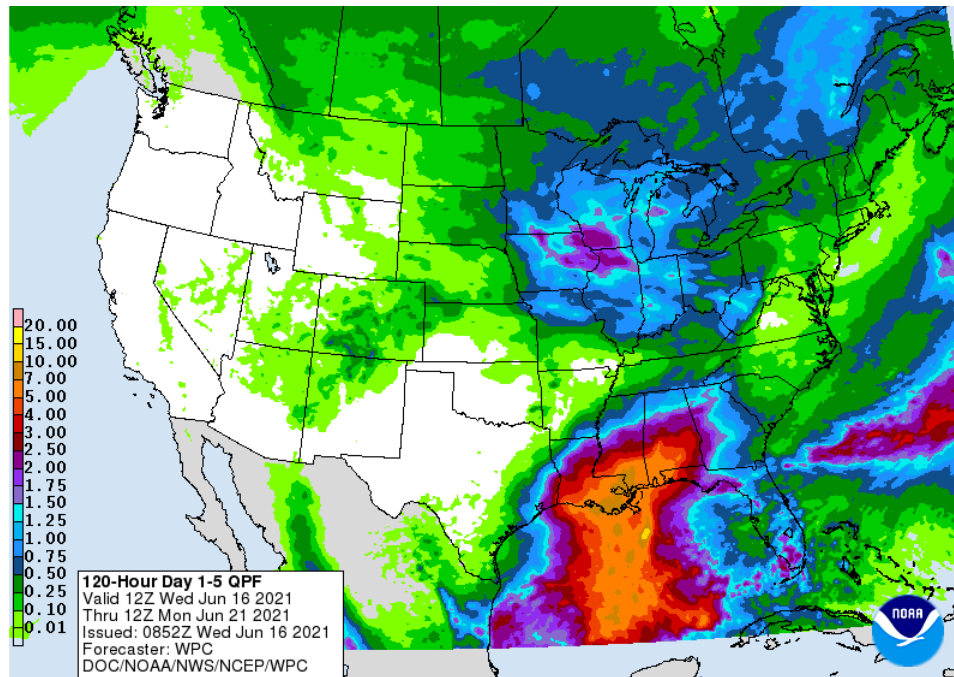 20.00
15.00
10.00
7.00
5.00
4.00
3.00
2.50
2.00
1.75
1.50
1.25
1.00
0.75
0.50
0.25
0.10
0.01
120-Hour Day 1-5 QPF
Valid 12Z Wed Jun 16 2021
Thru 12Z Mon Jun 21 2021
Issued: 0852Z Wed Jun 16 2021
Forecaster: WPC
DOC/NOAA/NWS/NCEP/WPC
NOAA